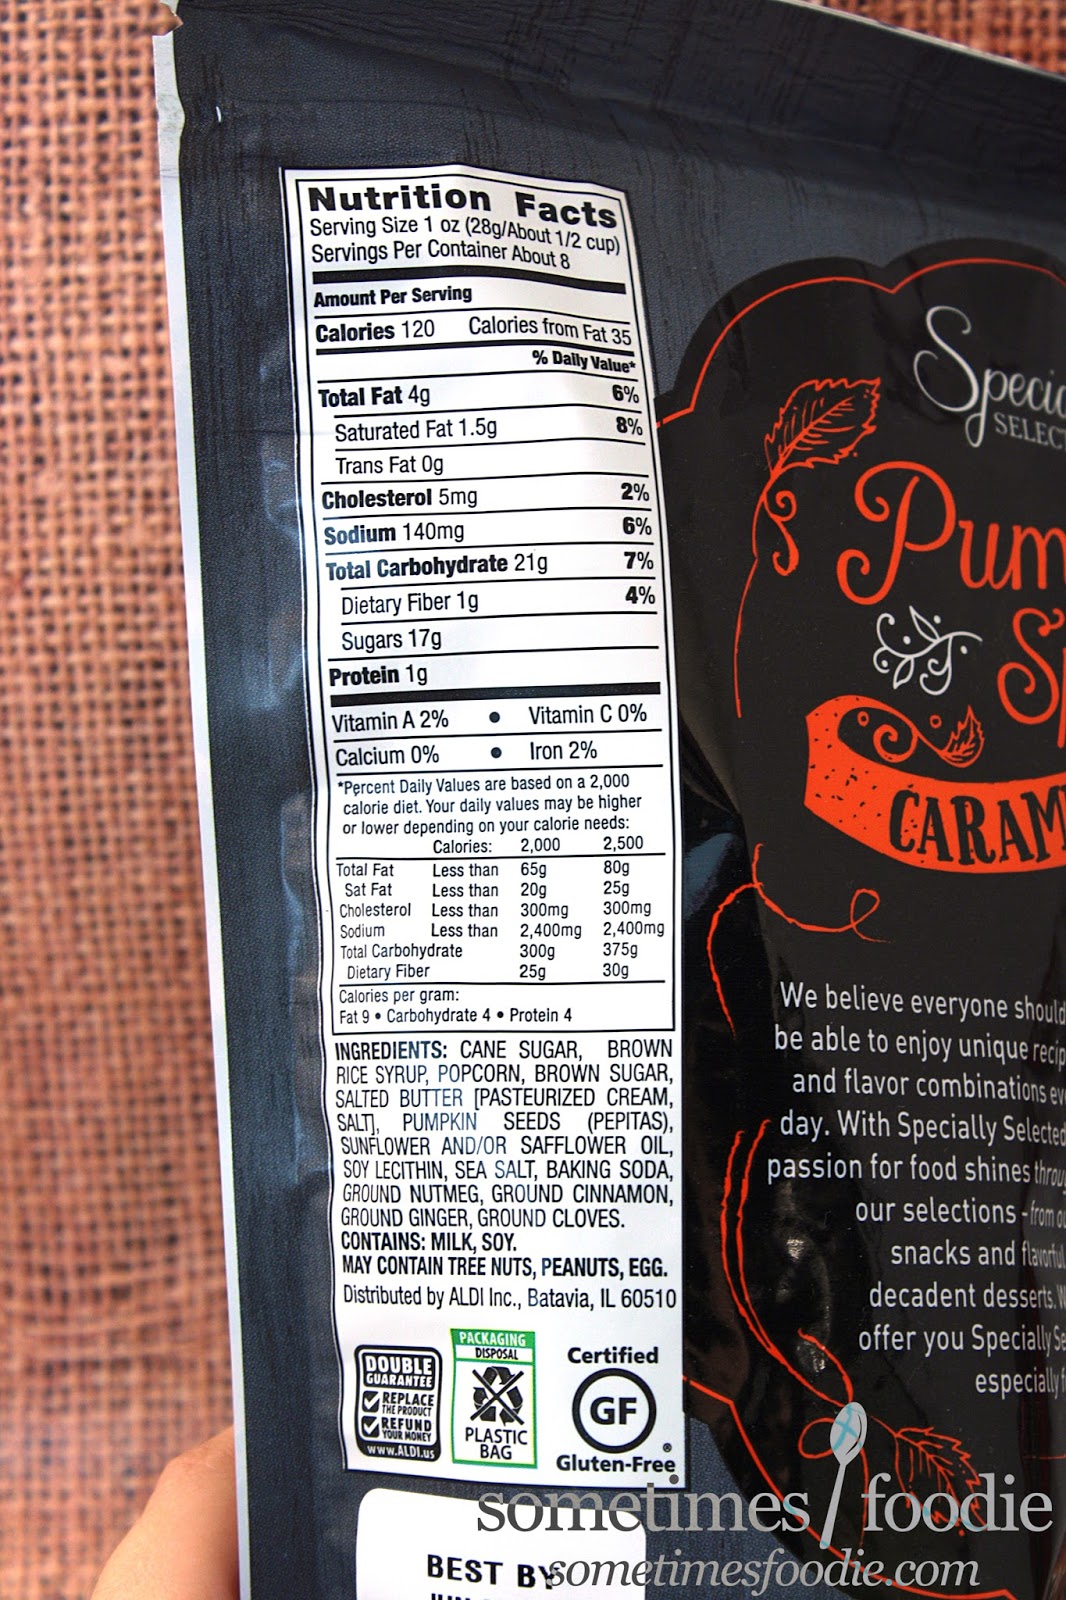 Nutrition Facts
Serving Size 1 oz (28g/About 1/2 cup)
Servings Per Container About 8
Amount Per Serving
Calories 120 Calories from Fat 35
% Daily Value*
Total Fat 4g 6%
Saturated Fat 1.5g 8%
Trans Fat 0g
Cholesterol 5mg 2%
Sodium 140mg 6%
Total Carbohydrate 21g 7%
Dietary Fiber 1g 4%
Sugars 17g
Protein 1g
Vitamin A 2% • Vitamin C 0%
Calcium 0% • Iron 2%
*Percent Daily Values are based on a 2,000
calorie diet. Your daily values may be higher
or lower depending on your calorie needs:
Calories: 2,000 2,500
Total Fat Less than 65g 80g
Sat Fat Less than 20g 25g
Cholesterol Less than 300mg 300mg
Sodium Less than 2,400mg 2,400mg
Total Carbohydrate 300g 375g
Dietary Fiber 25g 30g
Calories per gram:
Fat 9 • Carbohydrate 4 • Protein 4
INGREDIENTS: CANE SUGAR, BROWN
RICE SYRUP, POPCORN, BROWN SUGAR,
SALTED BUTTER [PASTEURIZED CREAM,
SALT], PUMPKIN SEEDS (PEPITAS),
SUNFLOWER AND/OR SAFFLOWER OIL,
SOY LECITHIN, SEA SALT, BAKING SODA,
GROUND NUTMEG, GROUND CINNAMON,
GROUND GINGER, GROUND CLOVES.
CONTAINS: MILK, SOY.
MAY CONTAIN TREE NUTS, PEANUTS, EGG.
Distributed by ALDI Inc., Batavia, IL 60510
DOUBLE
GUARANTEE
REPLACE
THE PRODUCT
REFUND
YOUR MONEY
www.ALDI.us
PACKAGING
DISPOSAL
PLASTIC
BAG
Certified
GF
Gluten-Free®
BEST BY
Specia
SELECT
Pum
Sp
CARAM
We believe everyone should
be able to enjoy unique recip
and flavor combinations ev
day. With Specially Selected
passion for food shines throu
our selections - from ou
snacks and flavorful
decadent desserts. W
offer you Specially Se
especially f
sometimes foodie
sometimesfoodie.com